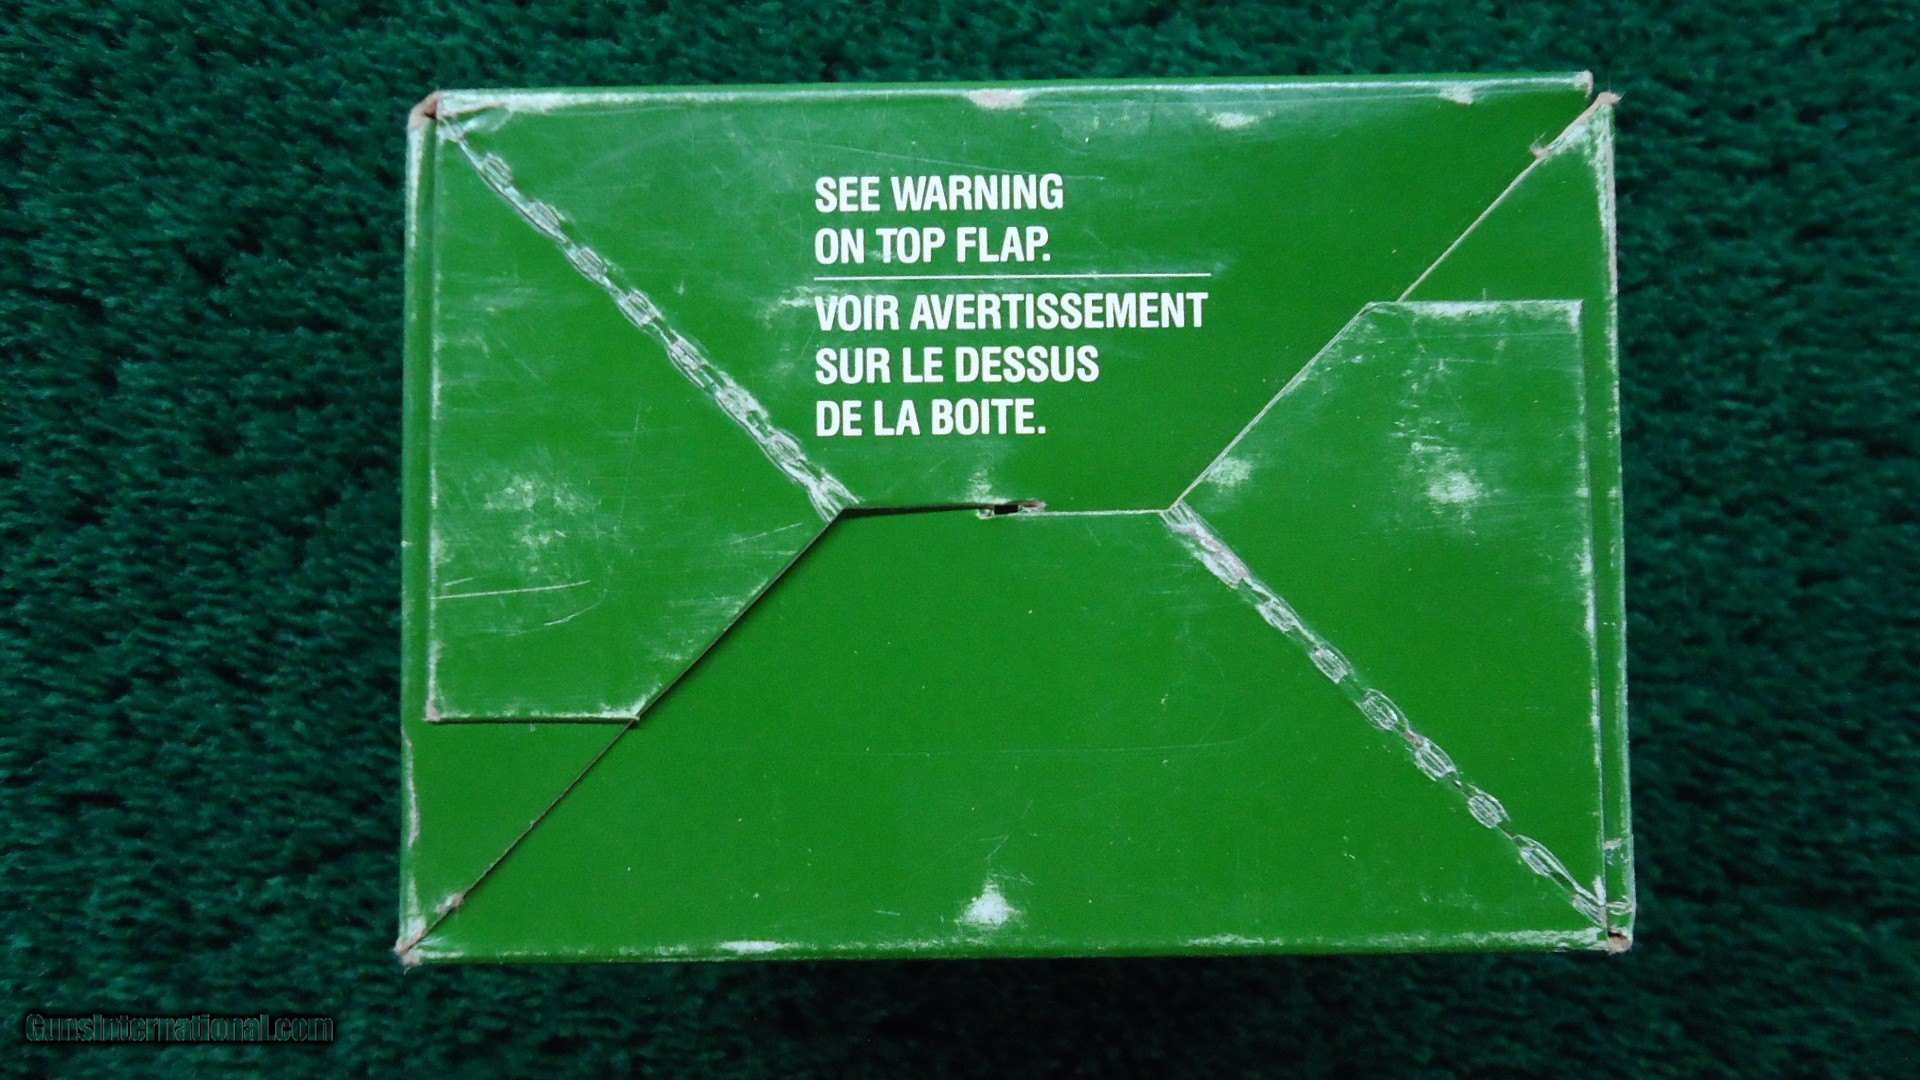 SEE WARNING
ON TOP FLAP.
VOIR AVERTISSEMENT
SUR LE DESSUS
DE LA BOITE.
GunsInternational.com